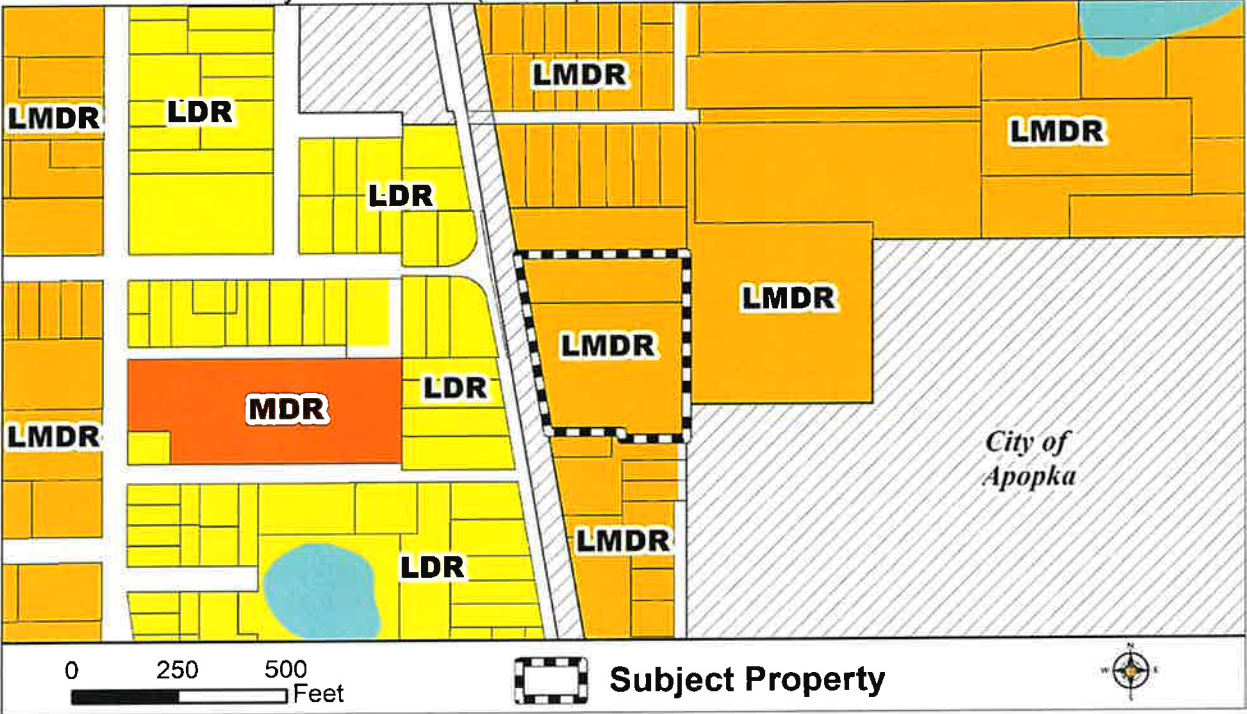 LMDR
LMDR
LDR
LMDR
LDR
LMDR
LMDR
LDR
MDR
LMDR
City of
Apopka
LMDR
LDR
0 250 500
Feet
Subject Property
N
W E